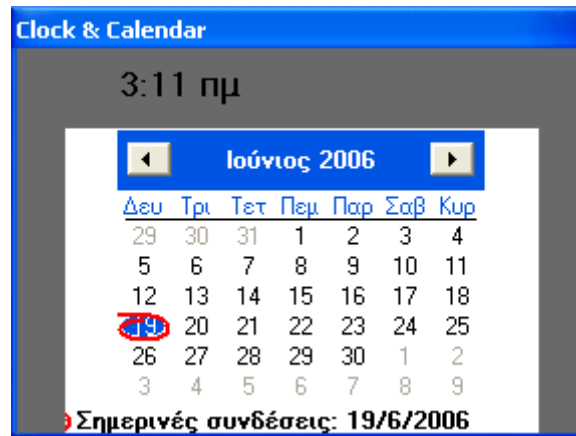 Clock & Calendar
3:11 πμ
Ιούνιος 2006
Δευ Τρι Τετ Πεμ Παρ Σαβ Κυρ
29 30 31 1 2 3 4
5 6 7 8 9 10 11
12 13 14 15 16 17 18
19 20 21 22 23 24 25
26 27 28 29 30 1 2
3 4 5 6 7 8 9
Σημερινές συνδέσεις: 19/6/2006